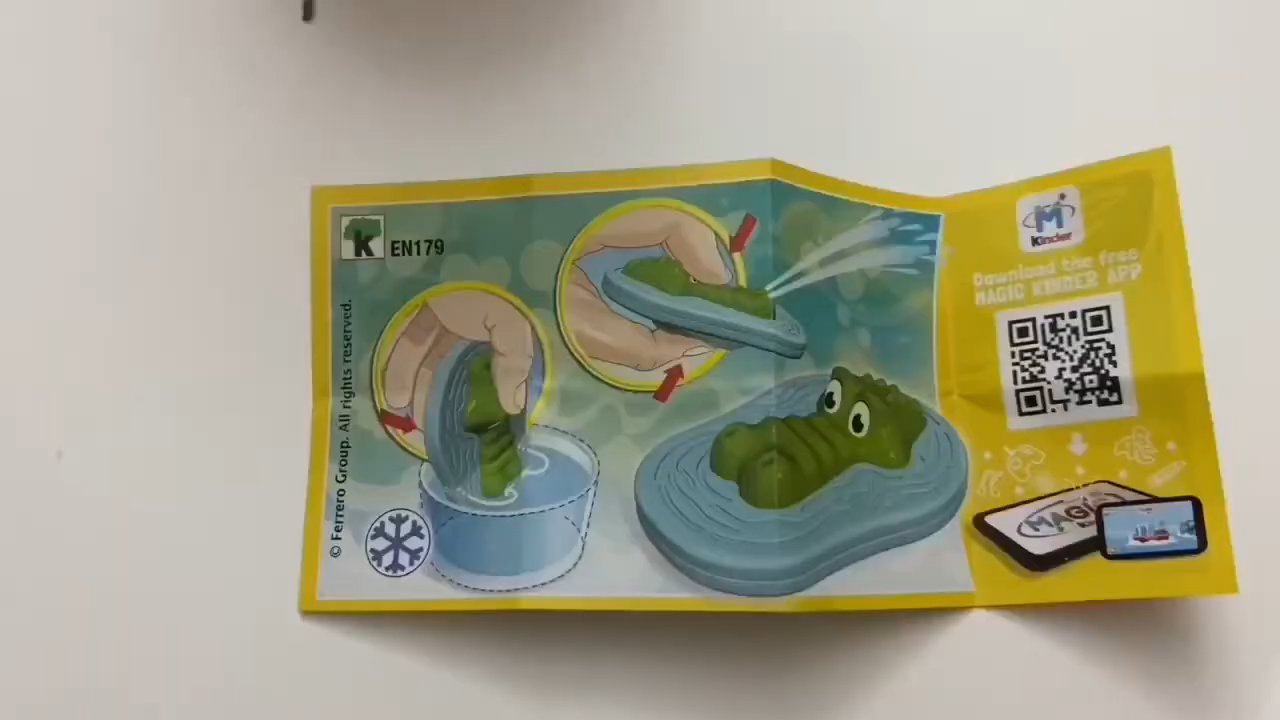 K EN179
© Ferrero Group. All rights reserved.
M
Kinder
Download the free
MAGIC KINDER APP
MAGIC